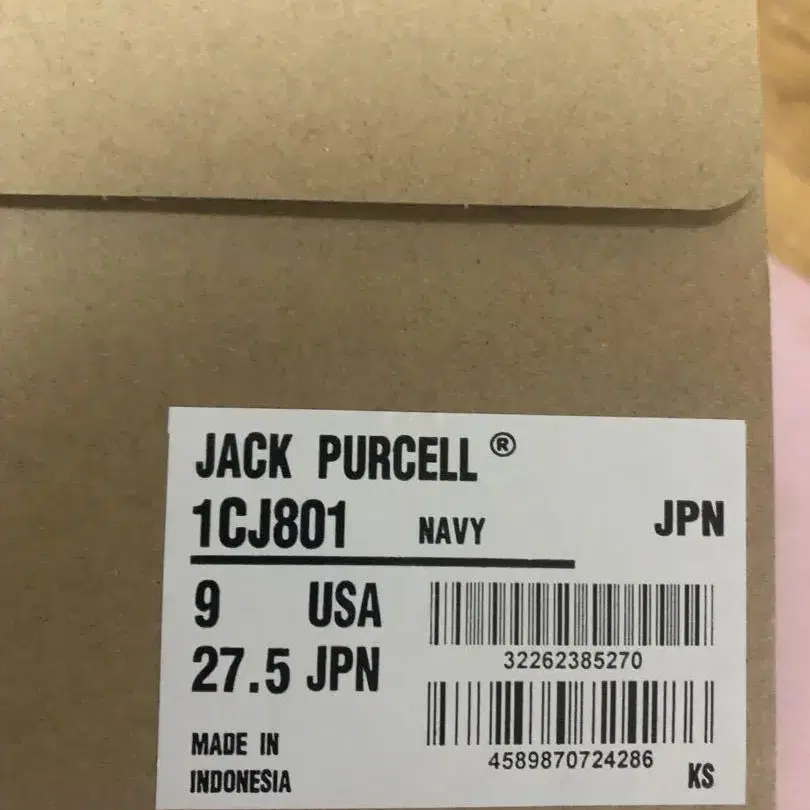 JACK PURCELL ®
1CJ801 NAVY JPN
9 USA
27.5 JPN
32262385270
4589870724286
MADE IN
INDONESIA
KS